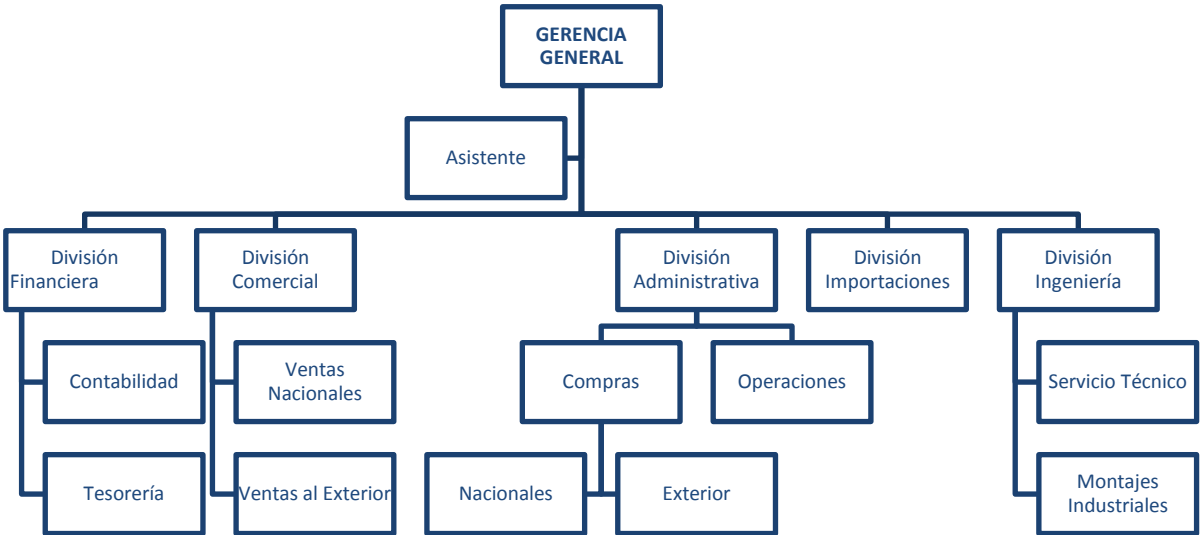 GERENCIA
GENERAL
Asistente
División
Financiera
División
Comercial
División
Administrativa
División
Importaciones
División
Ingeniería
Contabilidad
Ventas
Nacionales
Compras
Operaciones
Servicio Técnico
Tesorería
Ventas al Exterior
Nacionales
Exterior
Montajes
Industriales